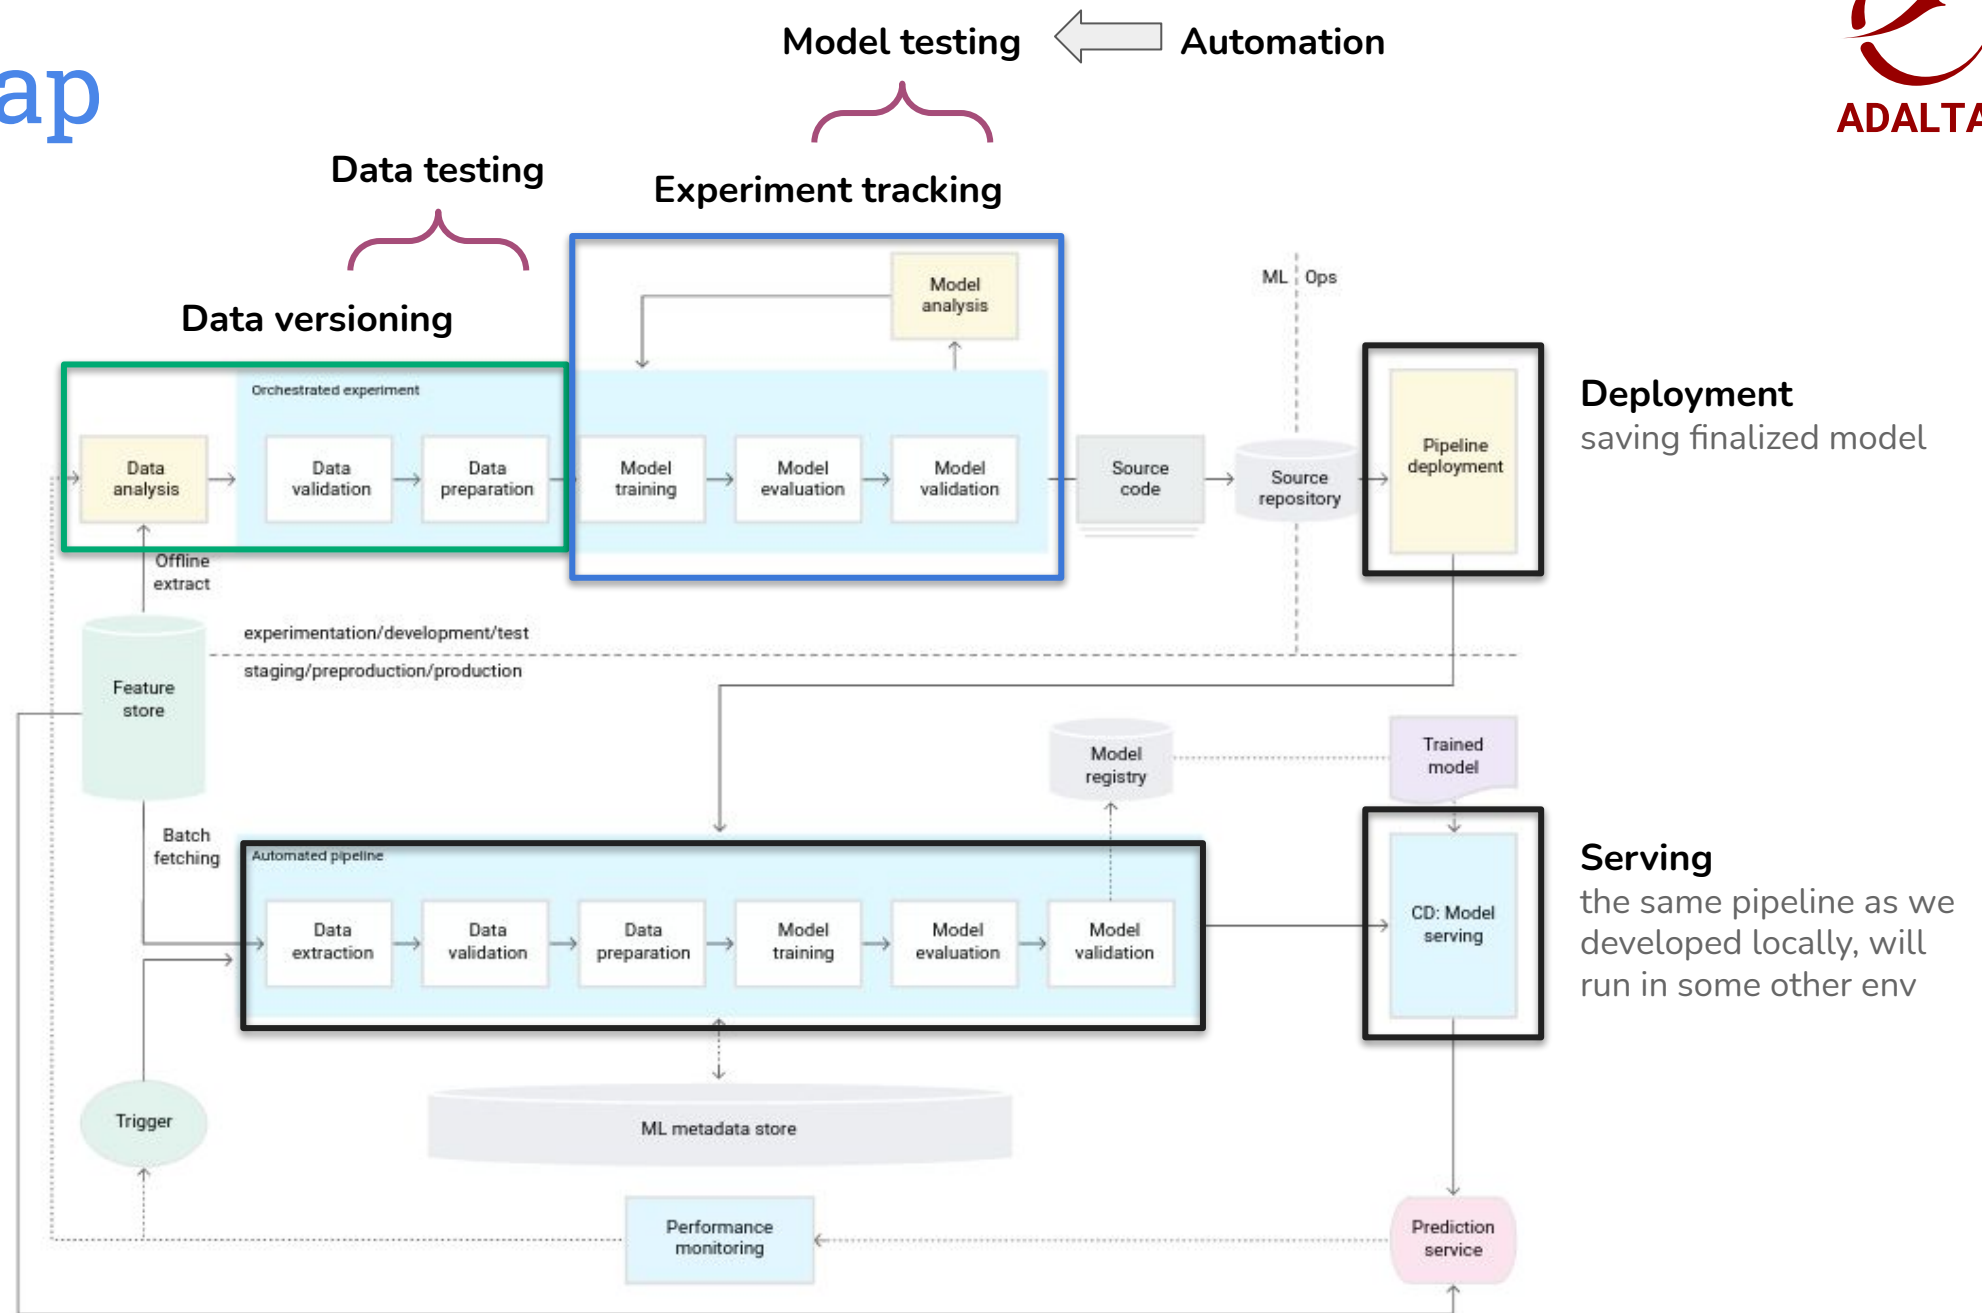 ap
Model testing
Automation
ADALTA
Data testing
Experiment tracking
Data versioning
Model
analysis
ML
Ops
Orchestrated experiment
Data
analysis
Data
validation
Data
preparation
Model
training
Model
evaluation
Model
validation
Source
code
Source
repository
Pipeline
deployment
Deployment
saving finalized model
Offline
extract
experimentation/development/test
staging/preproduction/production
Feature
store
Model
registry
Trained
model
Batch
fetching
Automated pipeline
Data
extraction
Data
validation
Data
preparation
Model
training
Model
evaluation
Model
validation
CD: Model
serving
Serving
the same pipeline as we
developed locally, will
run in some other env
Trigger
ML metadata store
Performance
monitoring
Prediction
service